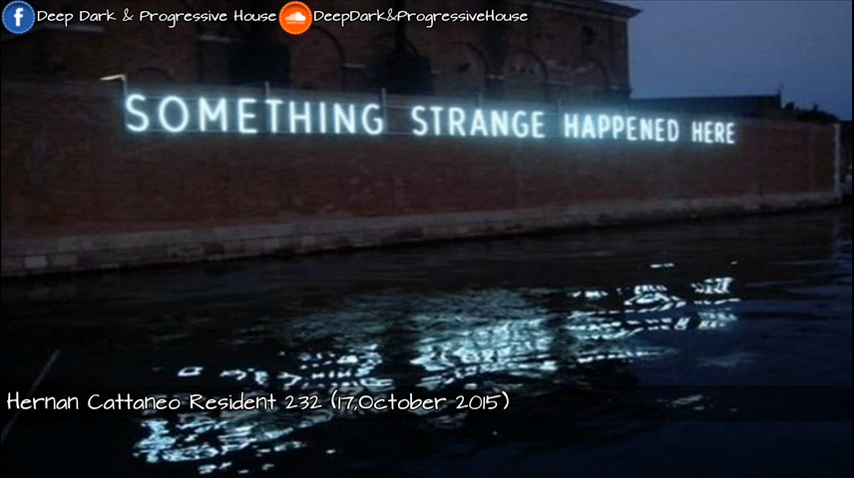 Deep Dark & Progressive House DeepDark&ProgressiveHouse
SOMETHING STRANGE HAPPENED HERE
Hernan Cattaneo Resident 232 (17,October 2015)